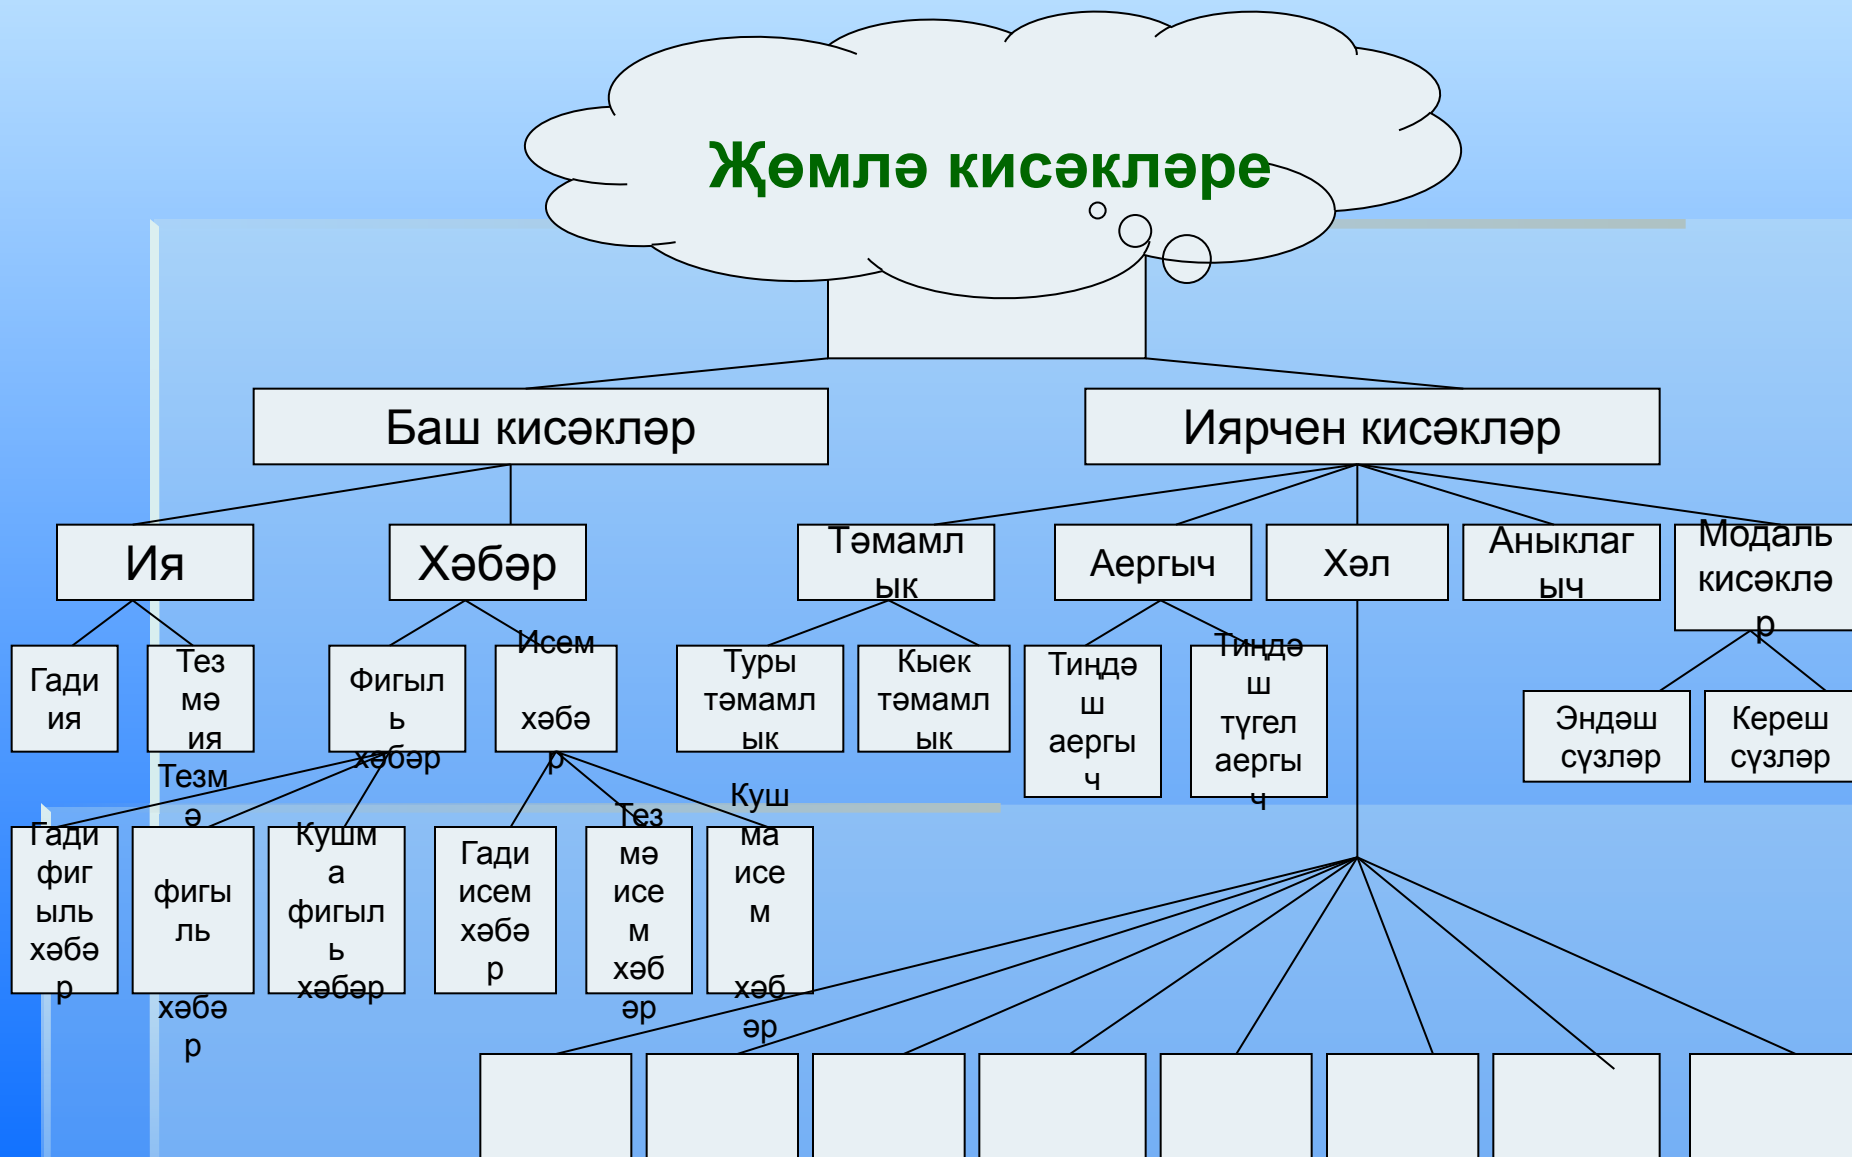 Җөмлә кисәкләре
Баш кисәкләр
Иярчен кисәкләр
Ия
Хәбәр
Тәмамл
ык
Аергыч
Хәл
Аныклаг
ыч
Модаль
кисәклә
р
Гади
ия
Тез
мә
ия
Фигыл
ь
хәбәр
Исем
хәбә
р
Туры
тәмамл
ык
Кыек
тәмамл
ык
Тиңдә
ш
аергы
ч
Тиңдә
ш
түгел
аергы
ч
Эндәш
сүзләр
Кереш
сүзләр
Гади
фиг
ыль
хәбә
р
Тезм
ә
фигы
ль
хәбә
р
Кушм
а
фигыл
ь
хәбәр
Гади
исем
хәбә
р
Тез
мә
исе
м
хәб
әр
Куш
ма
исе
м
хәб
әр